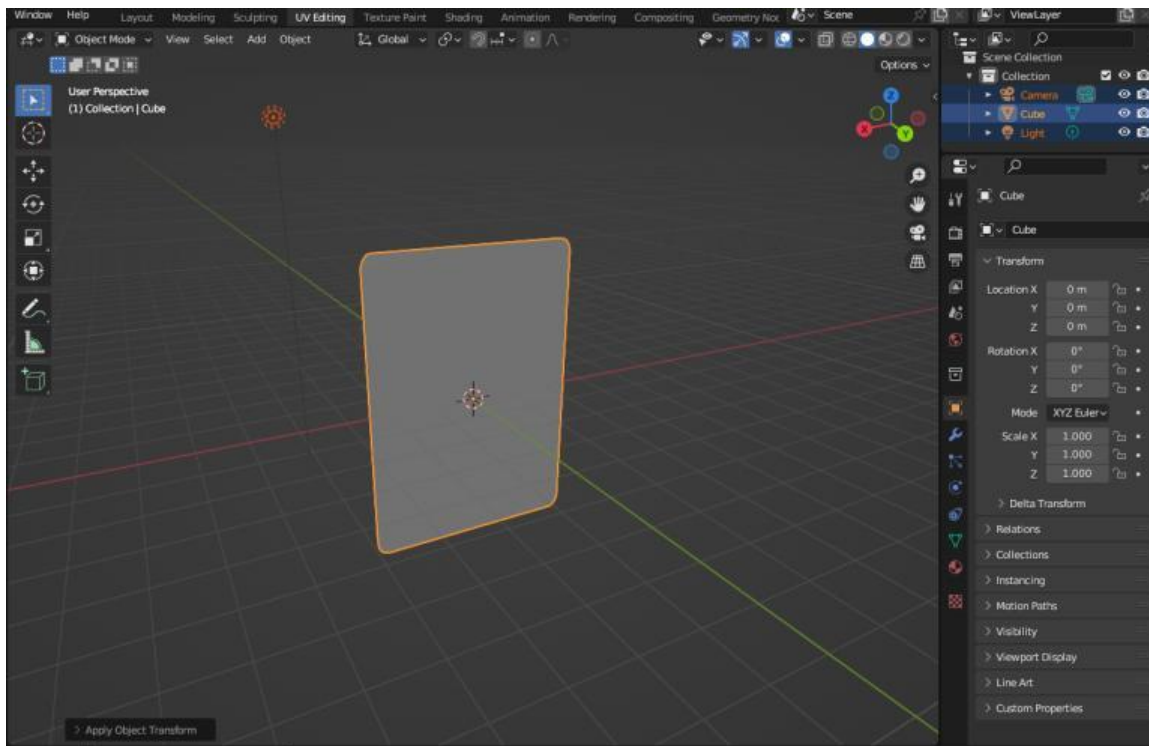 Window Help Layout Modeling Sculpting UV Editing Texture Paint Shading Animation Rendering Compositing Geometry Noc Scene ViewLayer
Object Mode View Select Add Object Global
Options
User Perspective
(1) Collection | Cube
Z
X
Y
Scene Collection
Collection
Camera
Cube
Light
Cube
Cube
Transform
Location X 0 m
Y 0 m
Z 0 m
Rotation X 0°
Y 0°
Z 0°
Mode XYZ Euler
Scale X 1.000
Y 1.000
Z 1.000
Delta Transform
Relations
Collections
Instancing
Motion Paths
Visibility
Viewport Display
Line Art
Custom Properties
Apply Object Transform